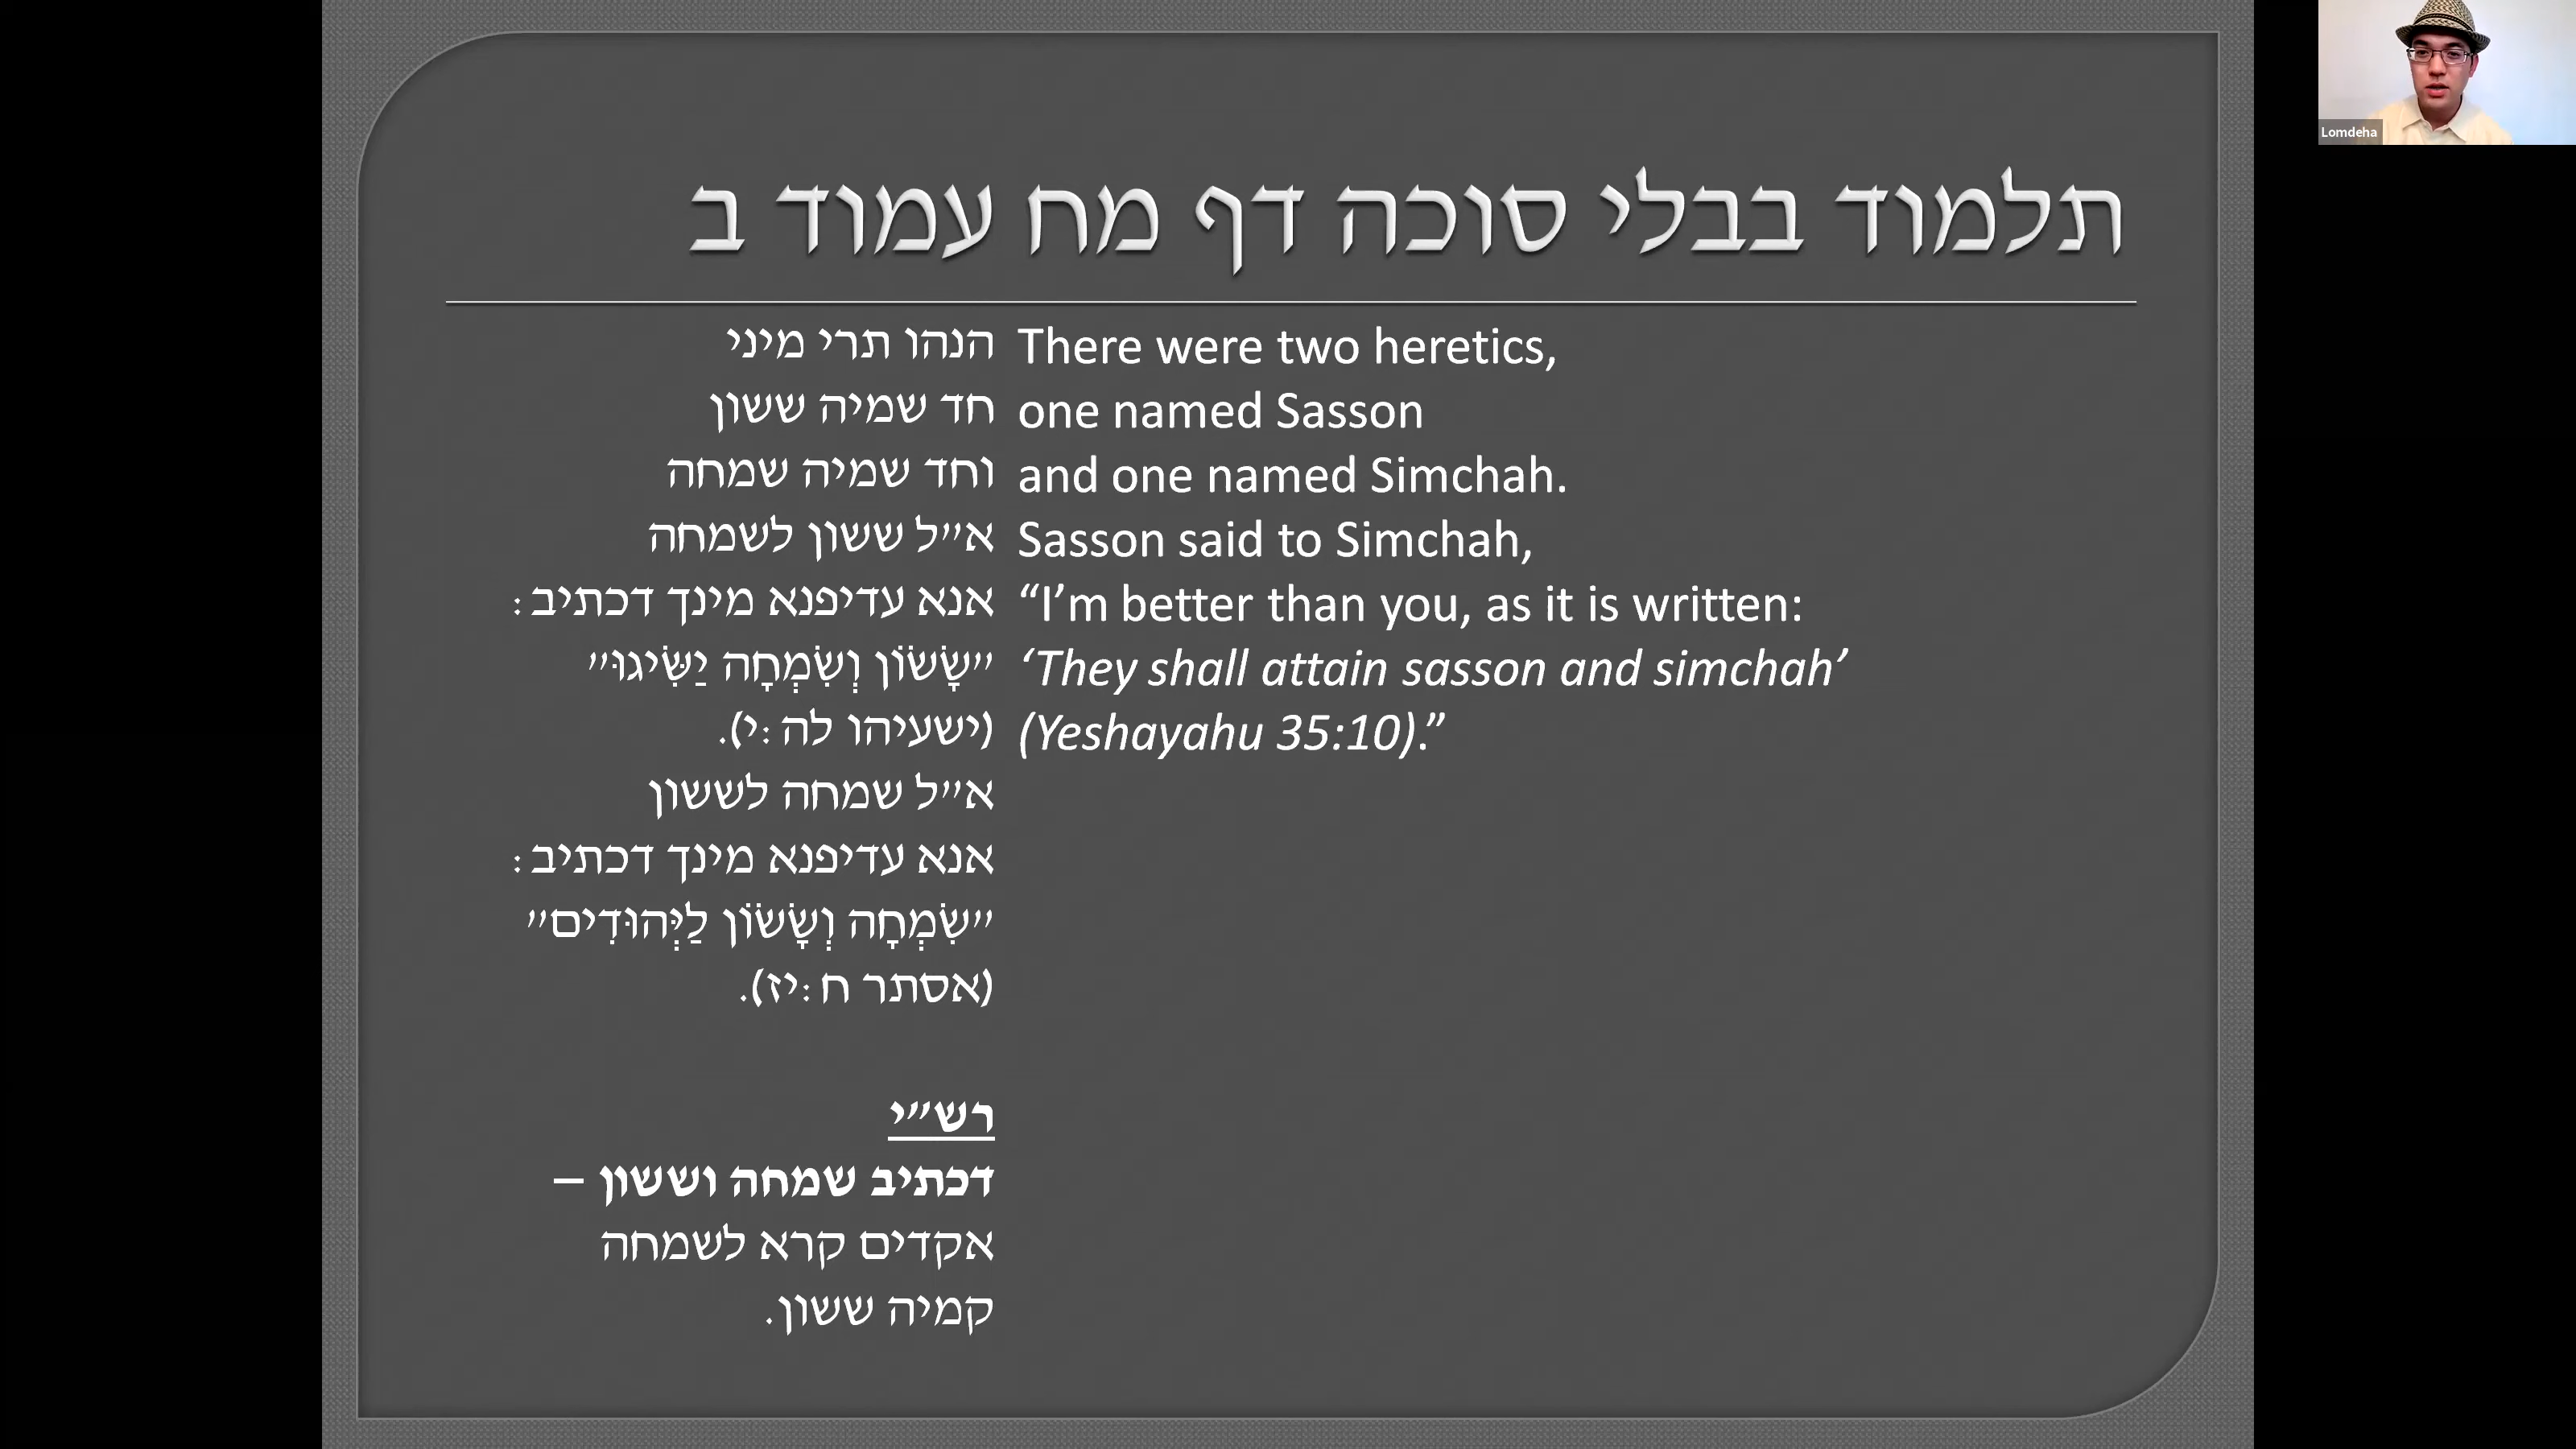 תלמוד בבלי סוכה דף מח עמוד ב
הנהו תרי מיני
חד שמיה ששון
וחד שמיה שמחה
א״ל ששון לשמחה
אנא עדיפנא מינך דכתיב:
״שָׂשׂוֹן וְשִׂמְחָה יַשִּׂיגוּ״
(ישעיהו לה:י).
א״ל שמחה לששון
אנא עדיפנא מינך דכתיב:
״שִׂמְחָה וְשָׂשׂוֹן לַיְּהוּדִים״
(אסתר ח:יז).
רש״י
דכתיב שמחה וששון –
אקדים קרא לשמחה
קמיה ששון.
There were two heretics,
one named Sasson
and one named Simchah.
Sasson said to Simchah,
“I’m better than you, as it is written:
‘They shall attain sasson and simchah’
(Yeshayahu 35:10).”
Lomdeha